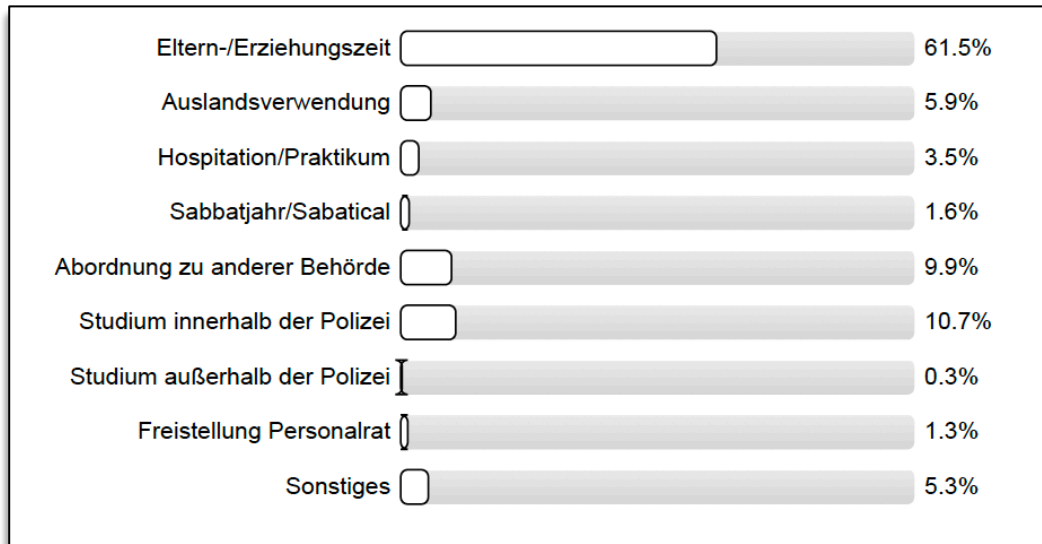 Eltern-/Erziehungszeit 61.5%
Auslandsverwendung 5.9%
Hospitation/Praktikum 3.5%
Sabbatjahr/Sabatical 1.6%
Abordnung zu anderer Behörde 9.9%
Studium innerhalb der Polizei 10.7%
Studium außerhalb der Polizei 0.3%
Freistellung Personalrat 1.3%
Sonstiges 5.3%